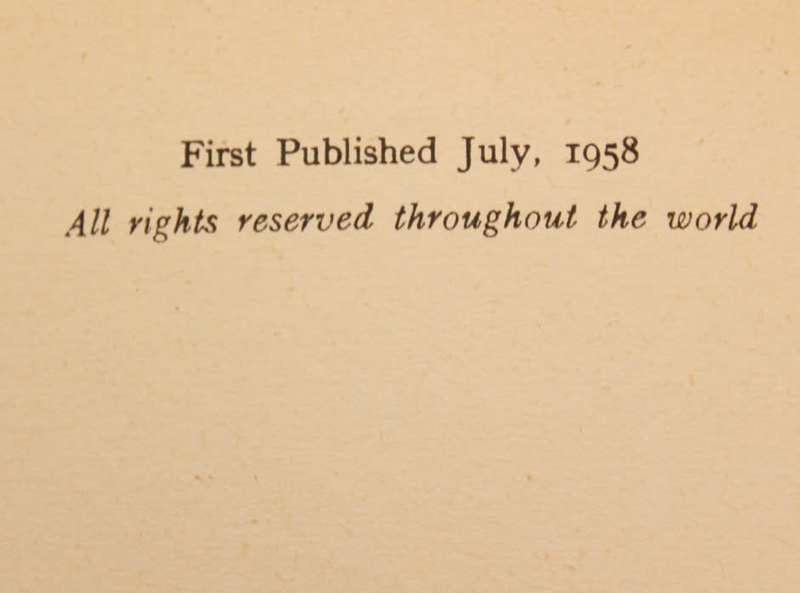 First Published July, 1958
All rights reserved throughout the world